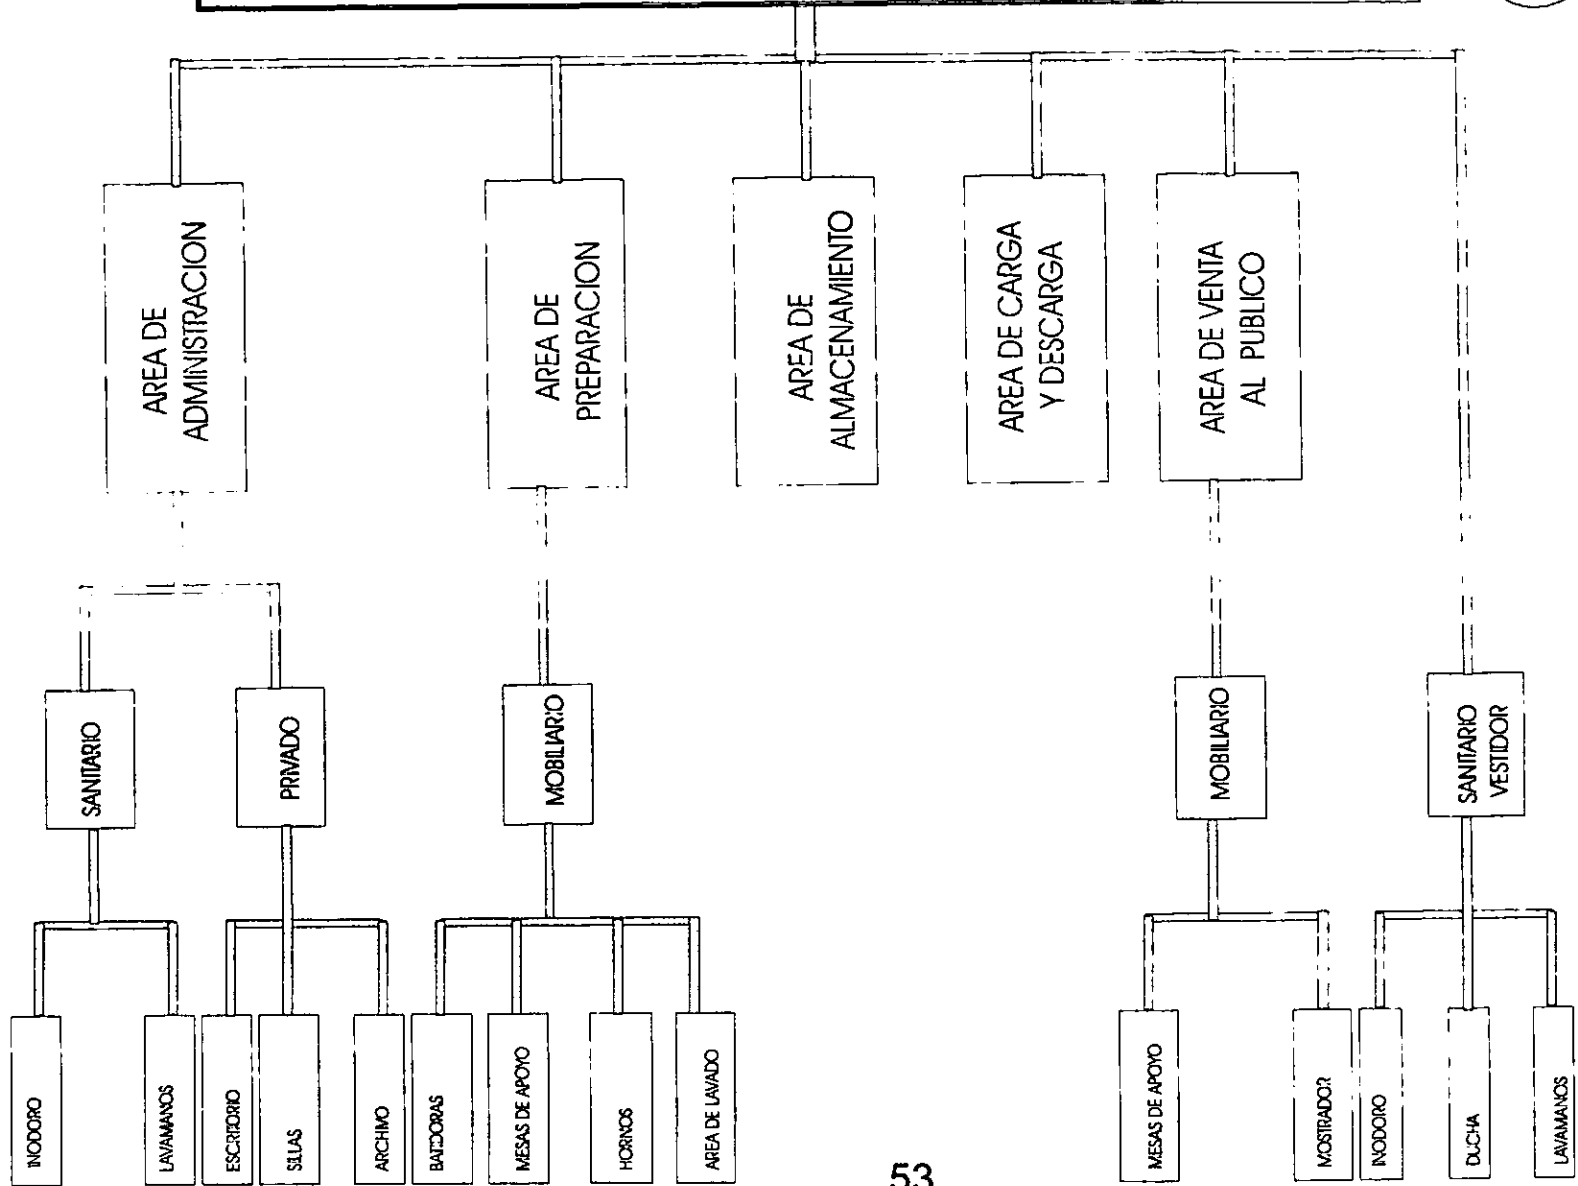 AREA DE
ADMINISTRACION
AREA DE
PREPARACION
AREA DE
ALMACENAMIENTO
AREA DE CARGA
Y DESCARGA
AREA DE VENTA
AL PUBLICO
SANITARIO
PRIVADO
MOBILIARIO
MOBILIARIO
SANITARIO
VESTIDOR
INODORO
LAVAMANOS
ESCRITORIO
SILLAS
ARCHIVO
BATIDORAS
MESAS DE APOYO
HORNOS
AREA DE LAVADO
MESAS DE APOYO
MOSTRADOR
INODORO
DUCHA
LAVAMANOS
53